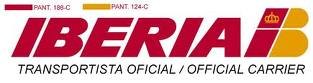 PANT. 186-C PANT. 124-C
IBERIA
TRANSPORTISTA OFICIAL / OFFICIAL CARRIER